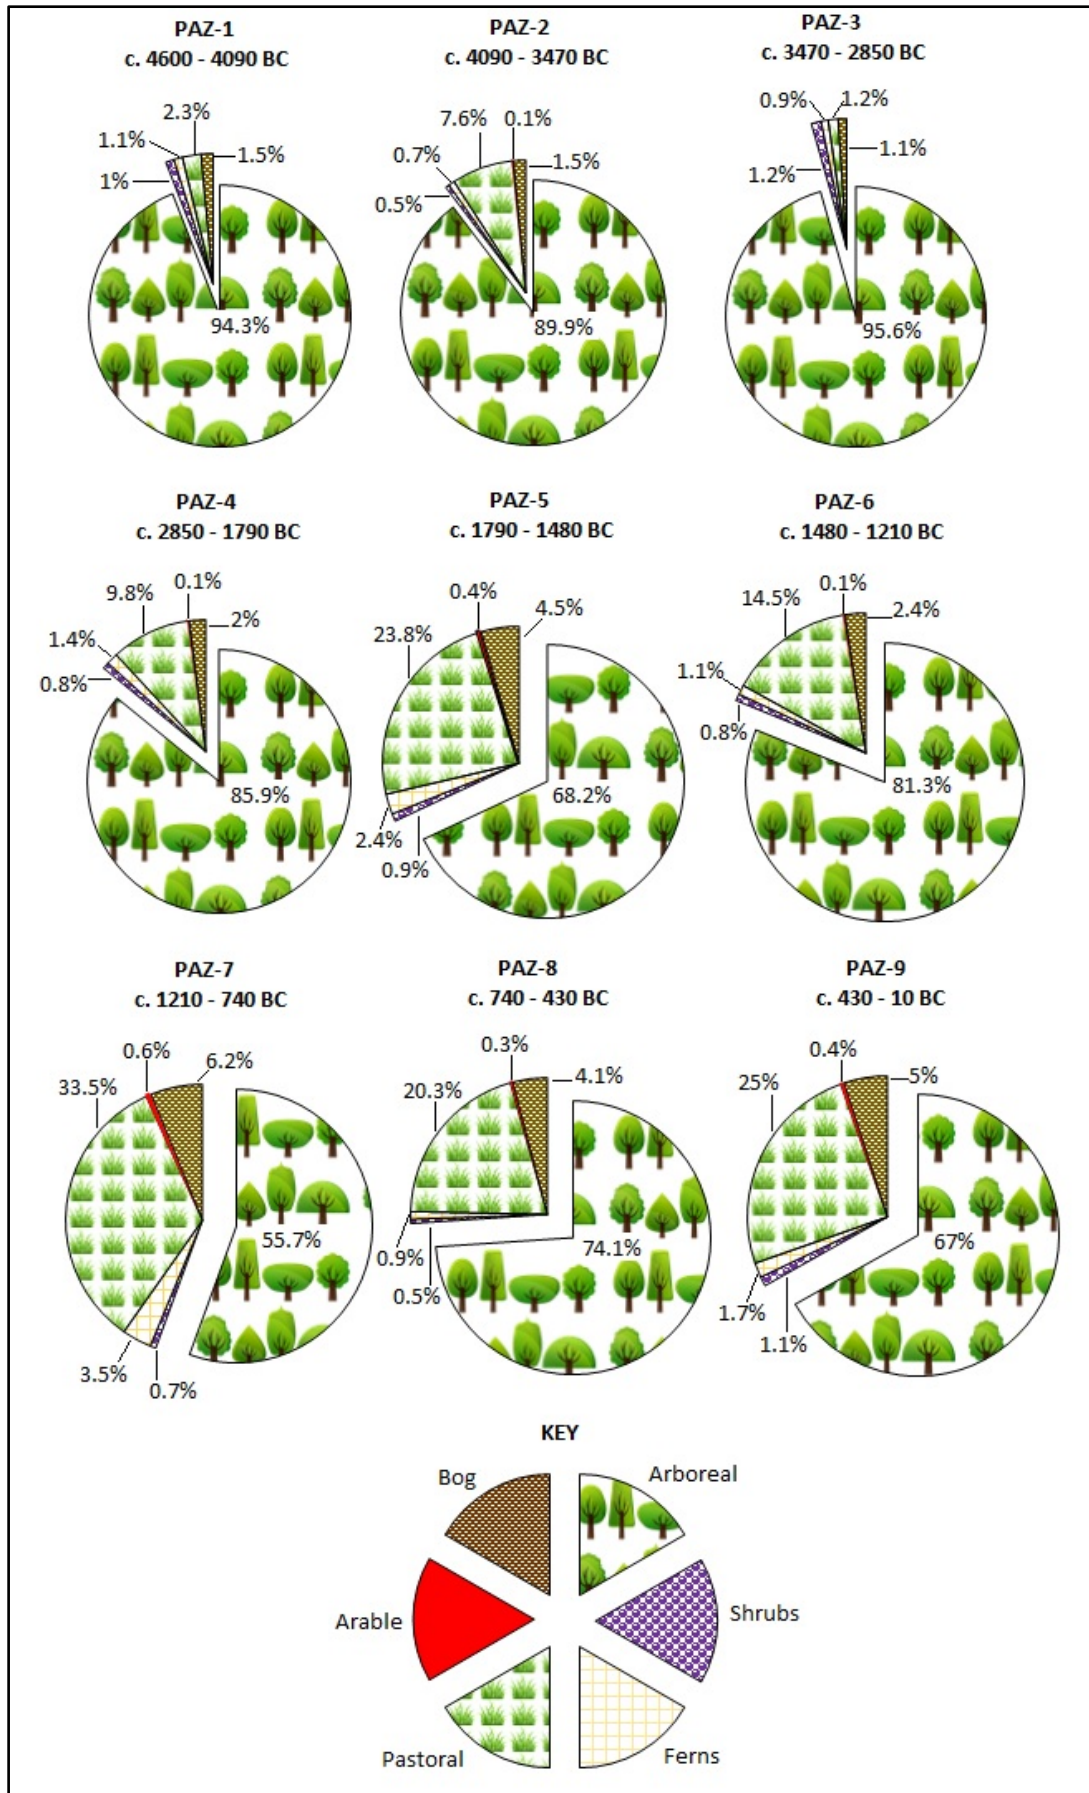 PAZ-1
c. 4600 - 4090 BC
2.3%
1.1%
1.5%
1%
94.3%
PAZ-2
c. 4090 - 3470 BC
7.6%
0.1%
0.7%
1.5%
0.5%
89.9%
PAZ-3
c. 3470 - 2850 BC
0.9%
1.2%
1.1%
1.2%
95.6%
PAZ-4
c. 2850 - 1790 BC
9.8%
0.1%
2%
1.4%
0.8%
85.9%
PAZ-5
c. 1790 - 1480 BC
0.4%
4.5%
23.8%
68.2%
2.4%
0.9%
PAZ-6
c. 1480 - 1210 BC
14.5%
0.1%
2.4%
1.1%
0.8%
81.3%
PAZ-7
c. 1210 - 740 BC
0.6%
6.2%
33.5%
55.7%
3.5%
0.7%
PAZ-8
c. 740 - 430 BC
0.3%
4.1%
20.3%
74.1%
0.9%
0.5%
PAZ-9
c. 430 - 10 BC
0.4%
5%
25%
67%
1.7%
1.1%
KEY
Bog
Arboreal
Arable
Shrubs
Pastoral
Ferns